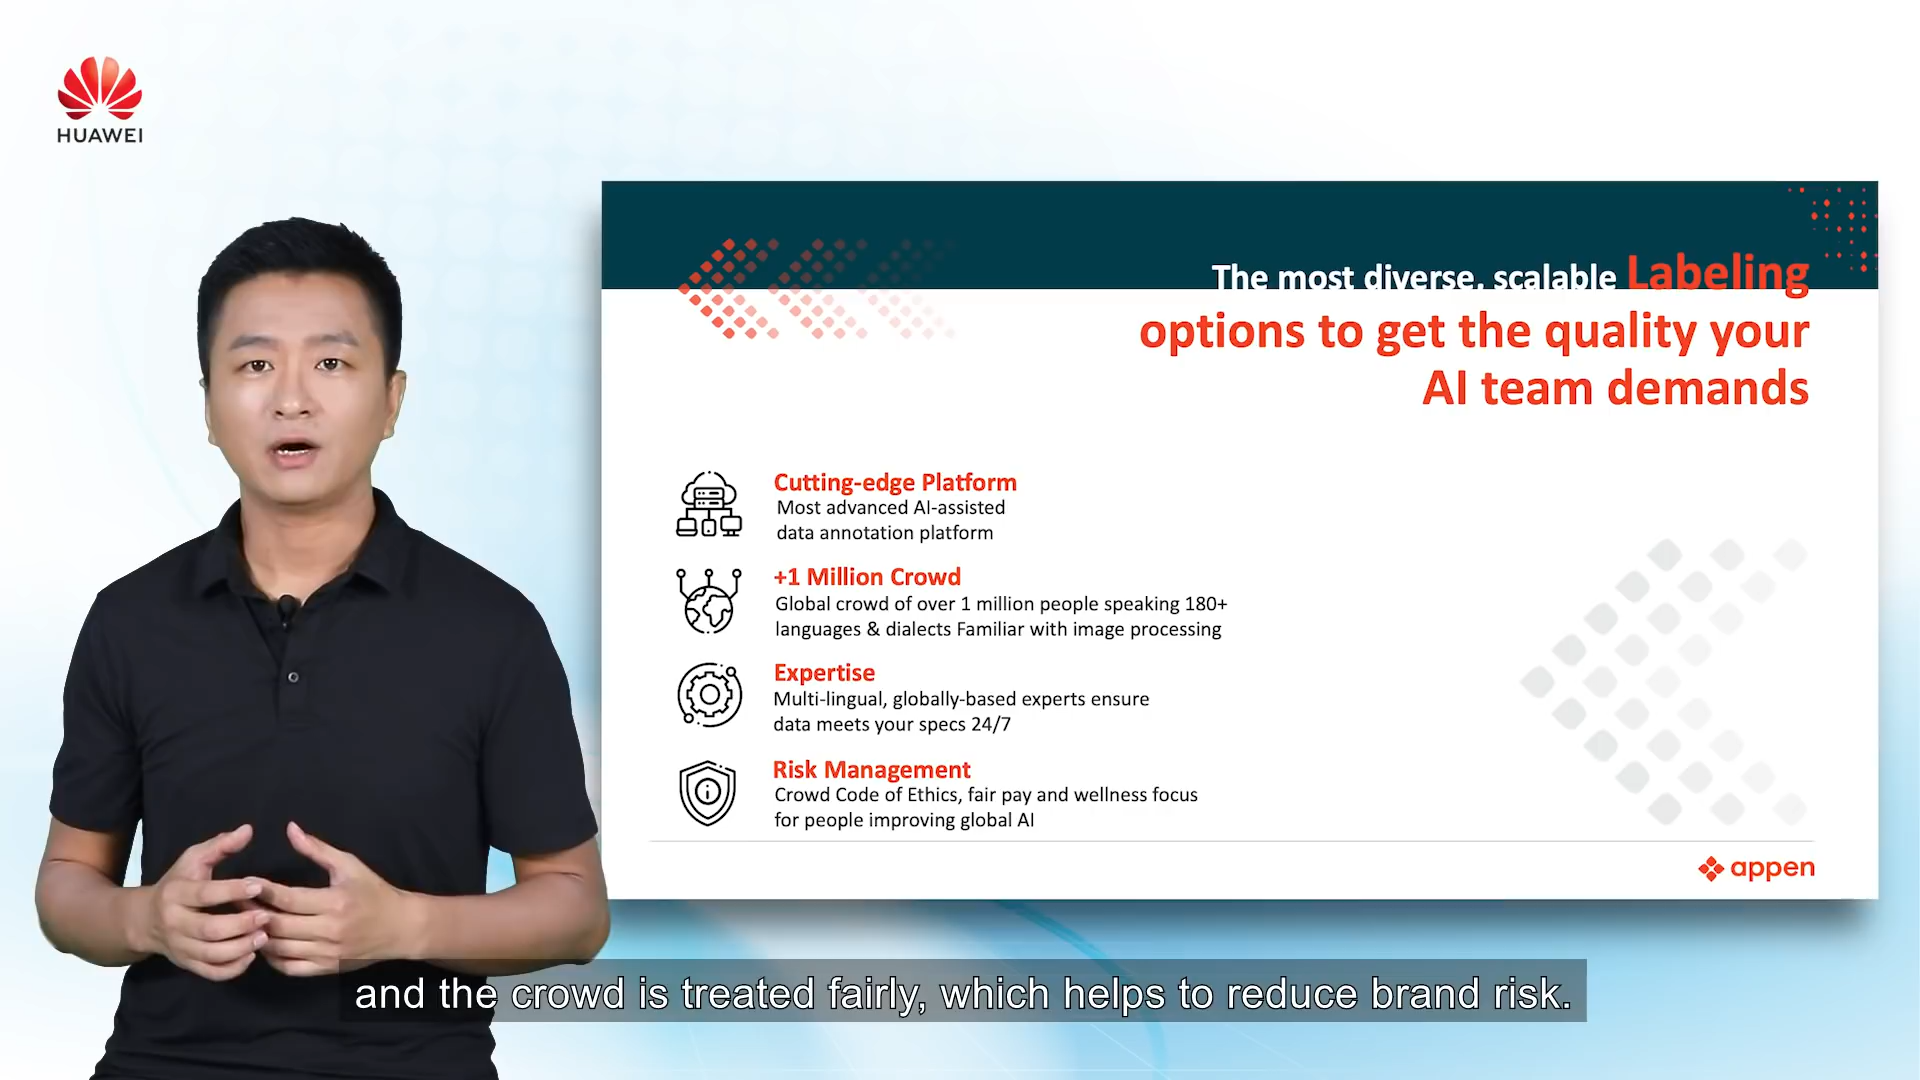 HUAWEI
The most diverse, scalable Labeling
options to get the quality your
AI team demands
Cutting-edge Platform
Most advanced AI-assisted
data annotation platform
+1 Million Crowd
Global crowd of over 1 million people speaking 180+
languages & dialects Familiar with image processing
Expertise
Multi-lingual, globally-based experts ensure
data meets your specs 24/7
Risk Management
Crowd Code of Ethics, fair pay and wellness focus
for people improving global AI
appen
and the crowd is treated fairly, which helps to reduce brand risk.